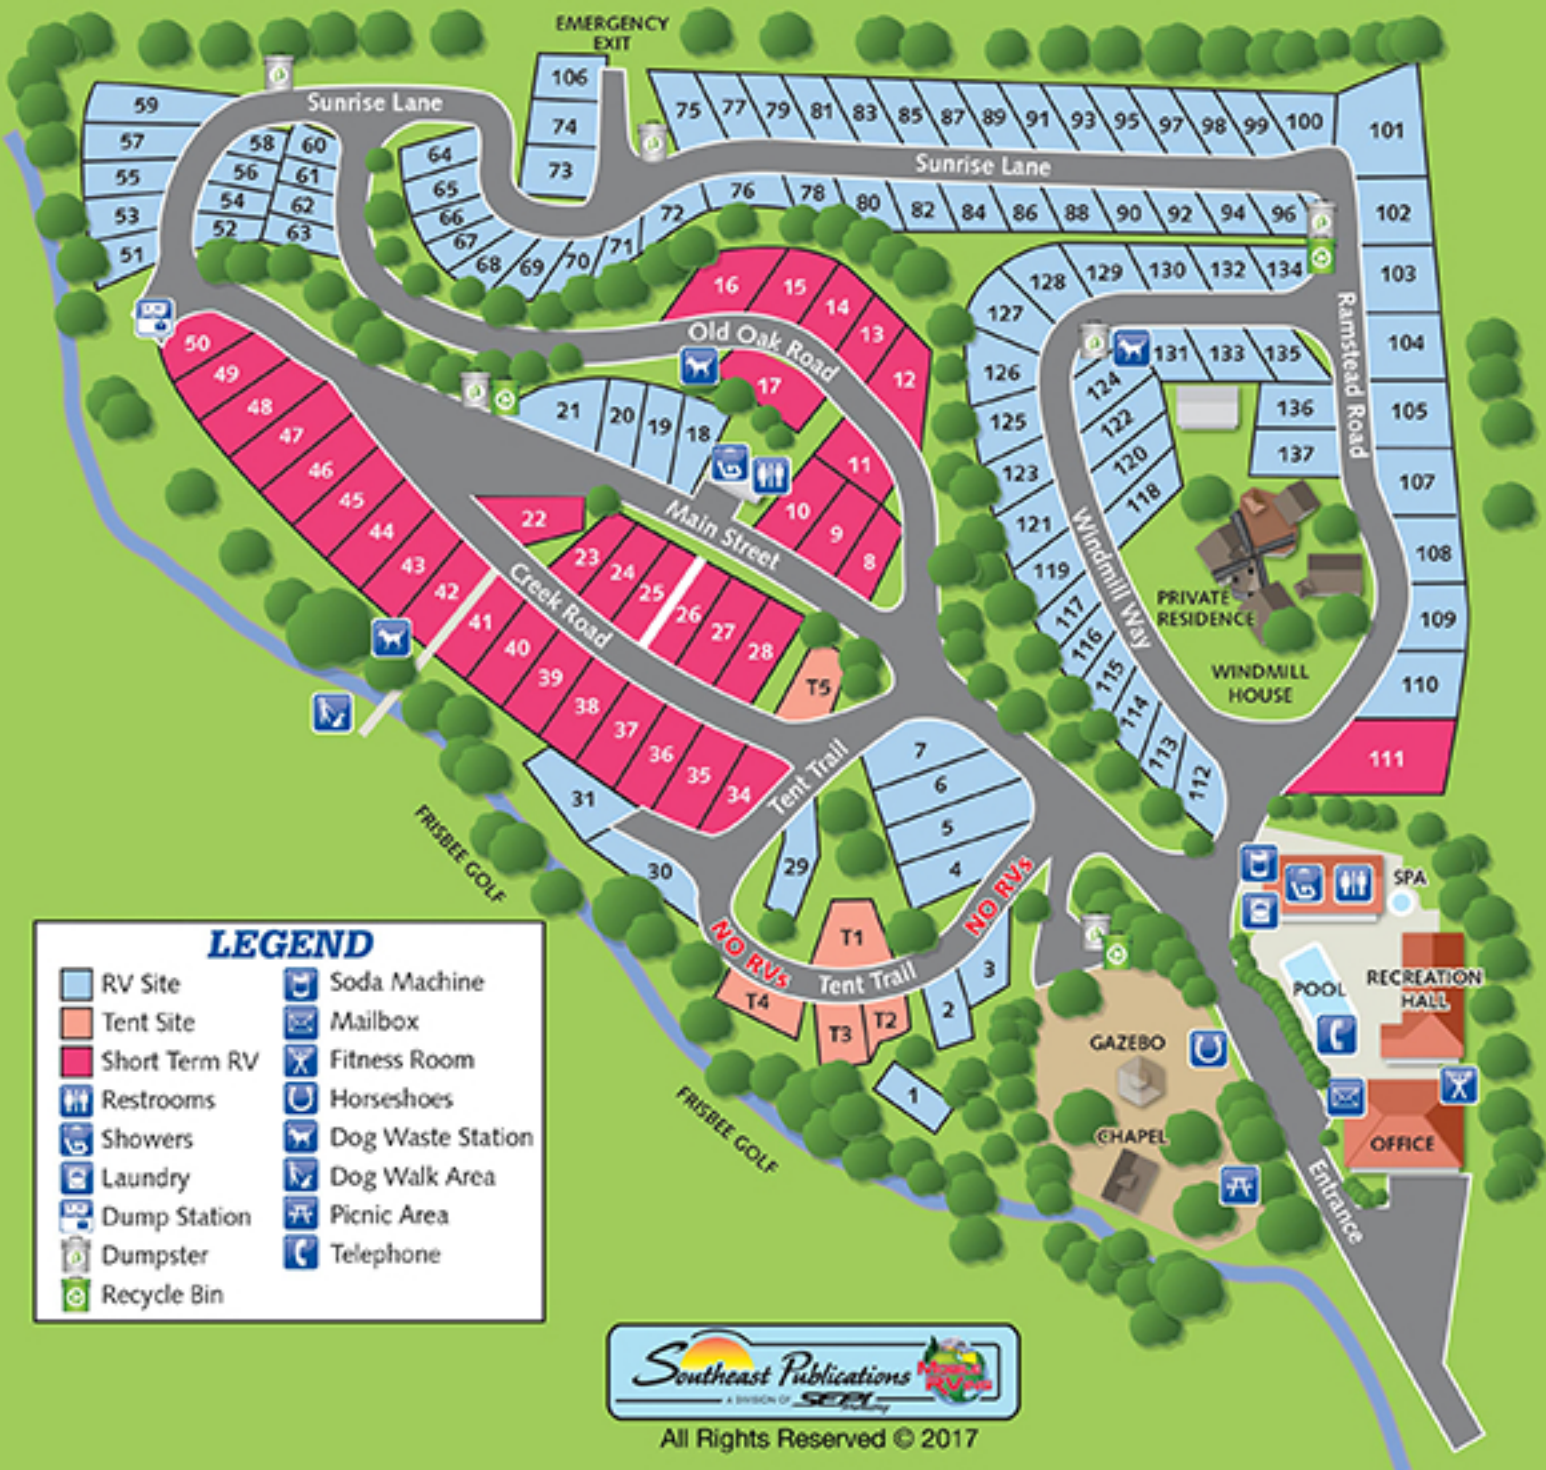 EMERGENCY
EXIT
106
74
73
59
57
55
53
51
Sunrise Lane
58
56
54
52
60
61
62
63
64
65
66
67
68
69
70
71
72
75
77
79
81
83
85
87
89
91
93
95
97
98
99
100
101
Sunrise Lane
76
78
80
82
84
86
88
90
92
94
96
102
103
104
105
107
108
109
110
111
Ramstead Road
128
129
130
132
134
127
126
125
123
121
119
117
116
115
114
113
112
131
133
135
136
137
124
122
120
118
Windmill Way
PRIVATE
RESIDENCE
WINDMILL
HOUSE
16
15
14
13
12
Old Oak Road
17
11
10
9
8
21
20
19
18
Main Street
50
49
48
47
46
45
44
43
42
41
40
39
38
37
36
35
34
22
23
24
25
26
27
28
Creek Road
T5
Tent Trail
7
6
5
4
31
30
29
NO RVs
NO RVs
T1
Tent Trail
T4
T3
T2
3
2
1
FRISBEE GOLF
FRISBEE GOLF
SPA
POOL
RECREATION
HALL
GAZEBO
CHAPEL
OFFICE
Entrance
LEGEND
RV Site
Tent Site
Short Term RV
Restrooms
Showers
Laundry
Dump Station
Dumpster
Recycle Bin
Soda Machine
Mailbox
Fitness Room
Horseshoes
Dog Waste Station
Dog Walk Area
Picnic Area
Telephone
Southeast Publications
A DIVISION OF SEPI
MOBILE
RVING
All Rights Reserved © 2017